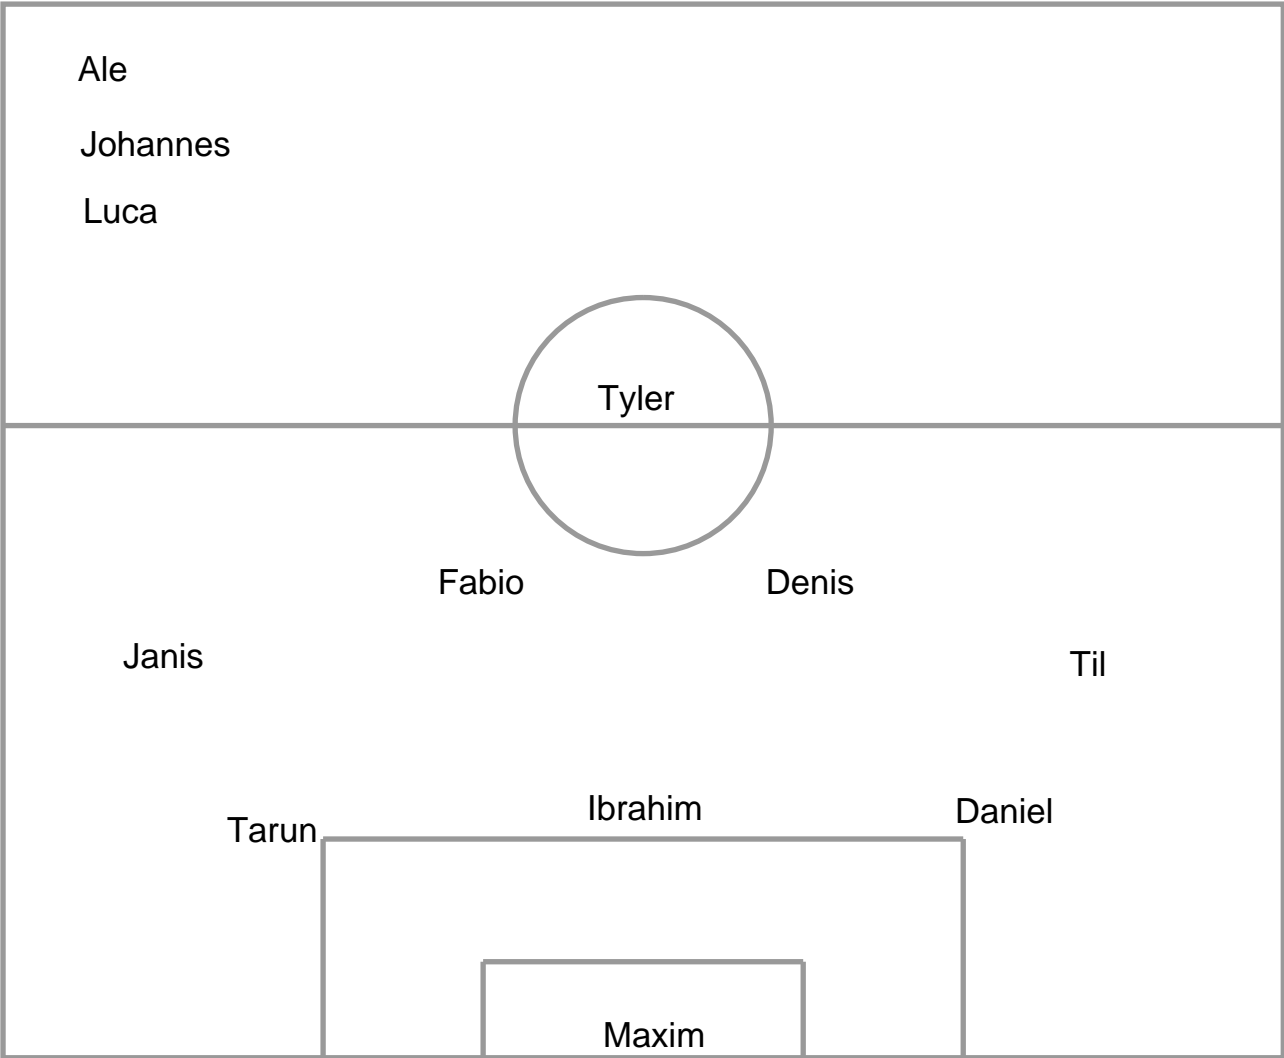 Ale
Johannes
Luca
Tyler
Fabio Denis
Janis Til
Tarun Ibrahim Daniel
Maxim